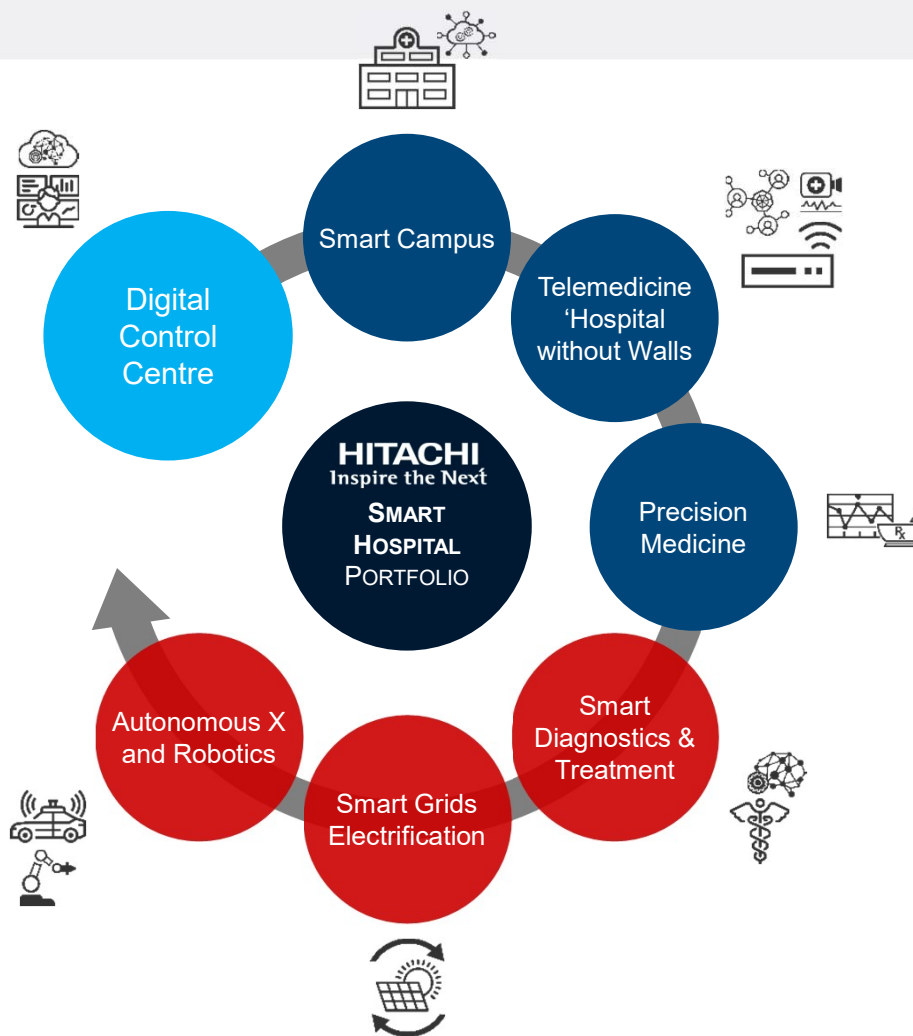 Smart Campus
Digital
Control
Centre
Telemedicine
‘Hospital
without Walls
HITACHI
Inspire the Next
SMART
HOSPITAL
PORTFOLIO
Precision
Medicine
Rx
Autonomous X
and Robotics
Smart
Diagnostics &
Treatment
Smart Grids
Electrification